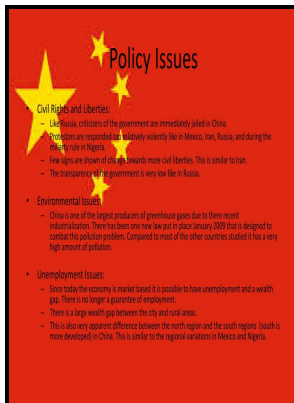 Policy Issues
• Civil Rights and Liberties:
– Like Russia, criticizers of the government are immediately jailed in China.
– Protestors are responded too relatively violently like in Mexico, Iran, Russia, and during the
military rule in Nigeria.
– Few signs are shown of change towards more civil liberties. This is similar to Iran.
– The transparency of the government is very low like in Russia.
• Environmental Issues:
– China is one of the largest producers of greenhouse gases due to there recent
industrialization. There has been one new law put in place January 2009 that is designed to
combat this pollution problem. Compared to most of the other countries studied it has a very
high amount of pollution.
• Unemployment Issues:
– Since today the economy is market based it is possible to have unemployment and a wealth
gap. There is no longer a guarantee of employment.
– There is a large wealth gap between the city and rural areas.
– This is also very apparent difference between the north region and the south regions (south is
more developed) in China. This is similar to the regional variations in Mexico and Nigeria.